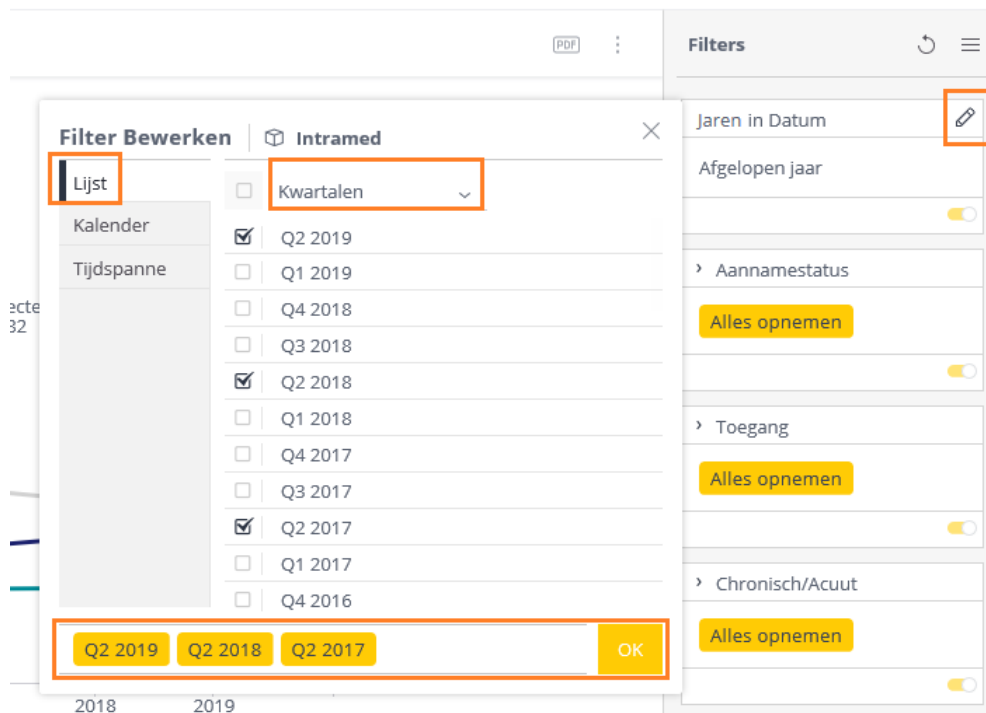 PDF
Filters
Filter Bewerken
Intramed
Lijst
Kalender
Tijdspanne
Kwartalen
Q2 2019
Q1 2019
Q4 2018
Q3 2018
Q2 2018
Q1 2018
Q4 2017
Q3 2017
Q2 2017
Q1 2017
Q4 2016
Q2 2019 Q2 2018 Q2 2017
OK
Jaren in Datum
Afgelopen jaar
Aannamestatus
Alles opnemen
Toegang
Alles opnemen
Chronisch/Acuut
Alles opnemen
ecte
32
2018 2019